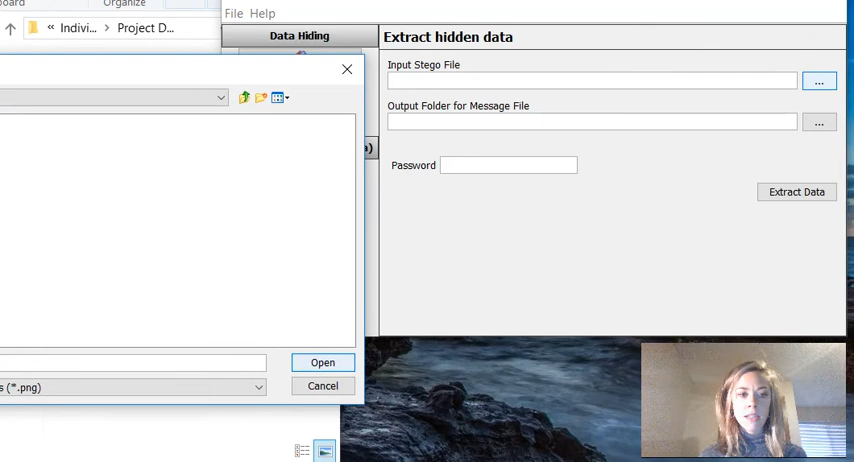 Organize
File Help
« Indivi... > Project D...
Data Hiding
Extract hidden data
Input Stego File
...
Output Folder for Message File
...
Password
Extract Data
Open
(*.png)
Cancel